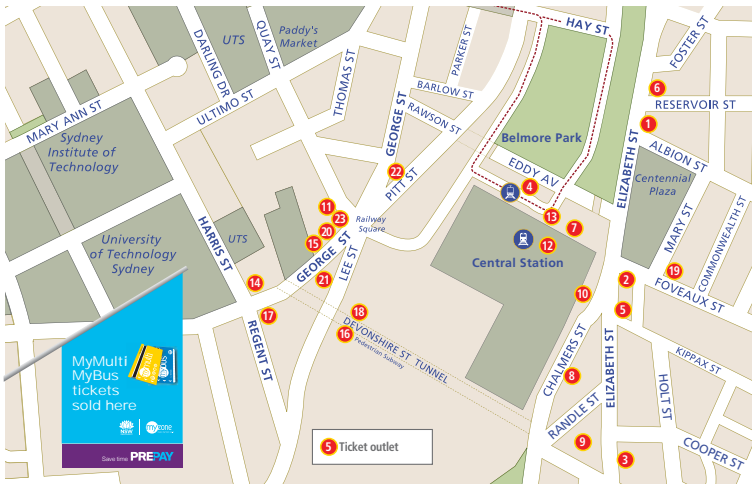 HAY ST
FOSTER ST
Paddy's
Market
QUAY ST
UTS
DARLING DR
PARKER ST
THOMAS ST
6
BARLOW ST
RESERVOIR ST
ULTIMO ST
GEORGE ST
RAWSON ST
MARY ANN ST
1
Belmore Park
ALBION ST
Sydney
Institute of
Technology
ELIZABETH ST
22
EDDY AV
4
Centennial
Plaza
PITT ST
11
23
Railway
Square
13
7
MARY ST
COMMONWEALTH ST
20
15
12
HARRIS ST
UTS
University
of Technology
Sydney
GEORGE ST
LEE ST
Central Station
19
14
21
2
FOVEAUX ST
10
5
17
18
16
DEVONSHIRE ST TUNNEL
Pedestrian Subway
REGENT ST
CHALMERS ST
ELIZABETH ST
KIPPAX ST
8
HOLT ST
MyMulti
MyBus
tickets
sold here
RANDLE ST
NSW
myzone
9
COOPER ST
3
5 Ticket outlet
Save time PREPAY